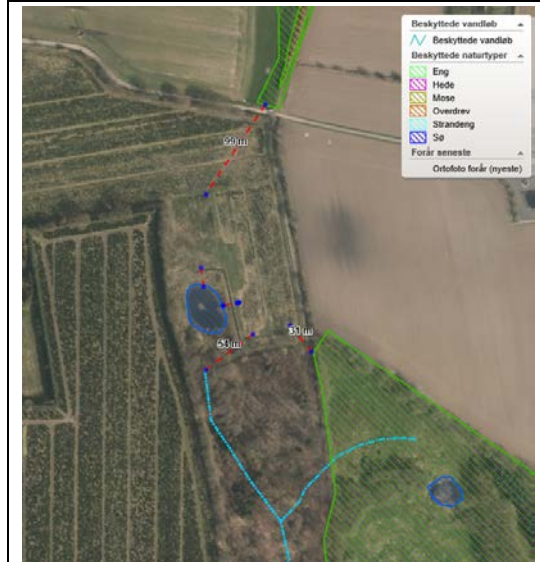 Beskyttede vandløb
Beskyttede vandløb
Beskyttede naturtyper
Eng
Hede
Mose
Overdrev
Strandeng
Sø
Forår seneste
Ortofoto forår (nyeste)
99 m
31 m
54 m